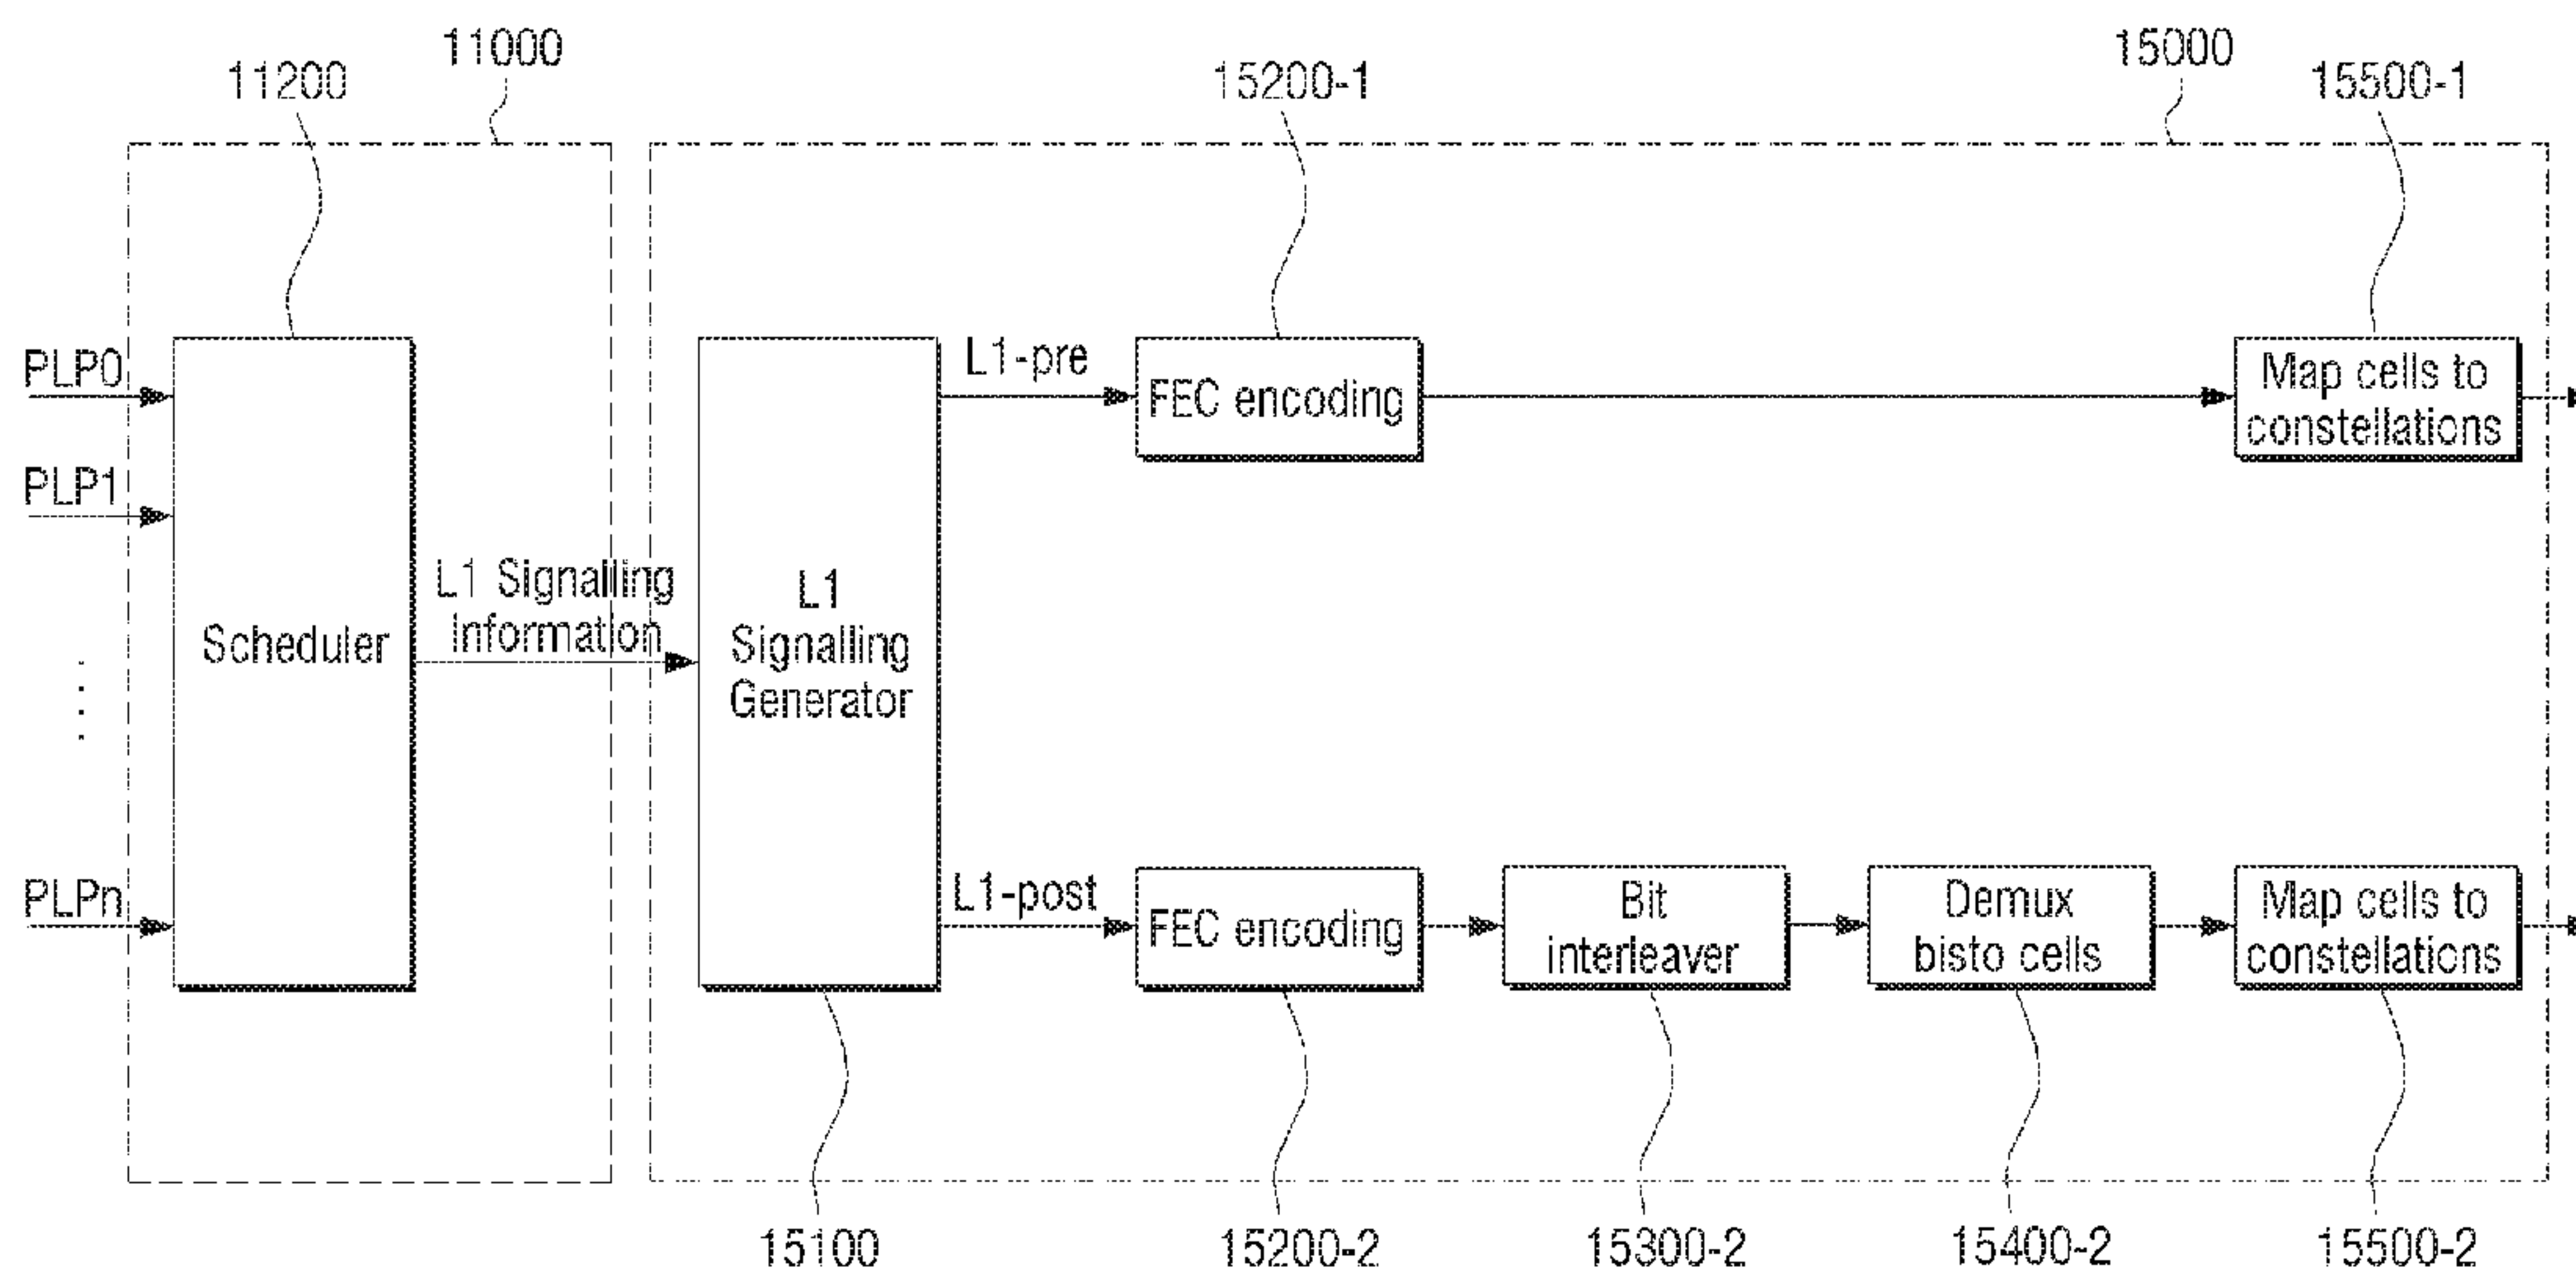 11000
15000
11200
15200-1
15500-1
PLP0
L1-pre
FEC encoding
Map cells to
constellations
PLP1
L1 Signalling
Information
Scheduler
L1
Signalling
Generator
PLPn
L1-post
FEC encoding
Bit
interleaver
Demux
bisto cells
Map cells to
constellations
15100
15200-2
15300-2
15400-2
15500-2